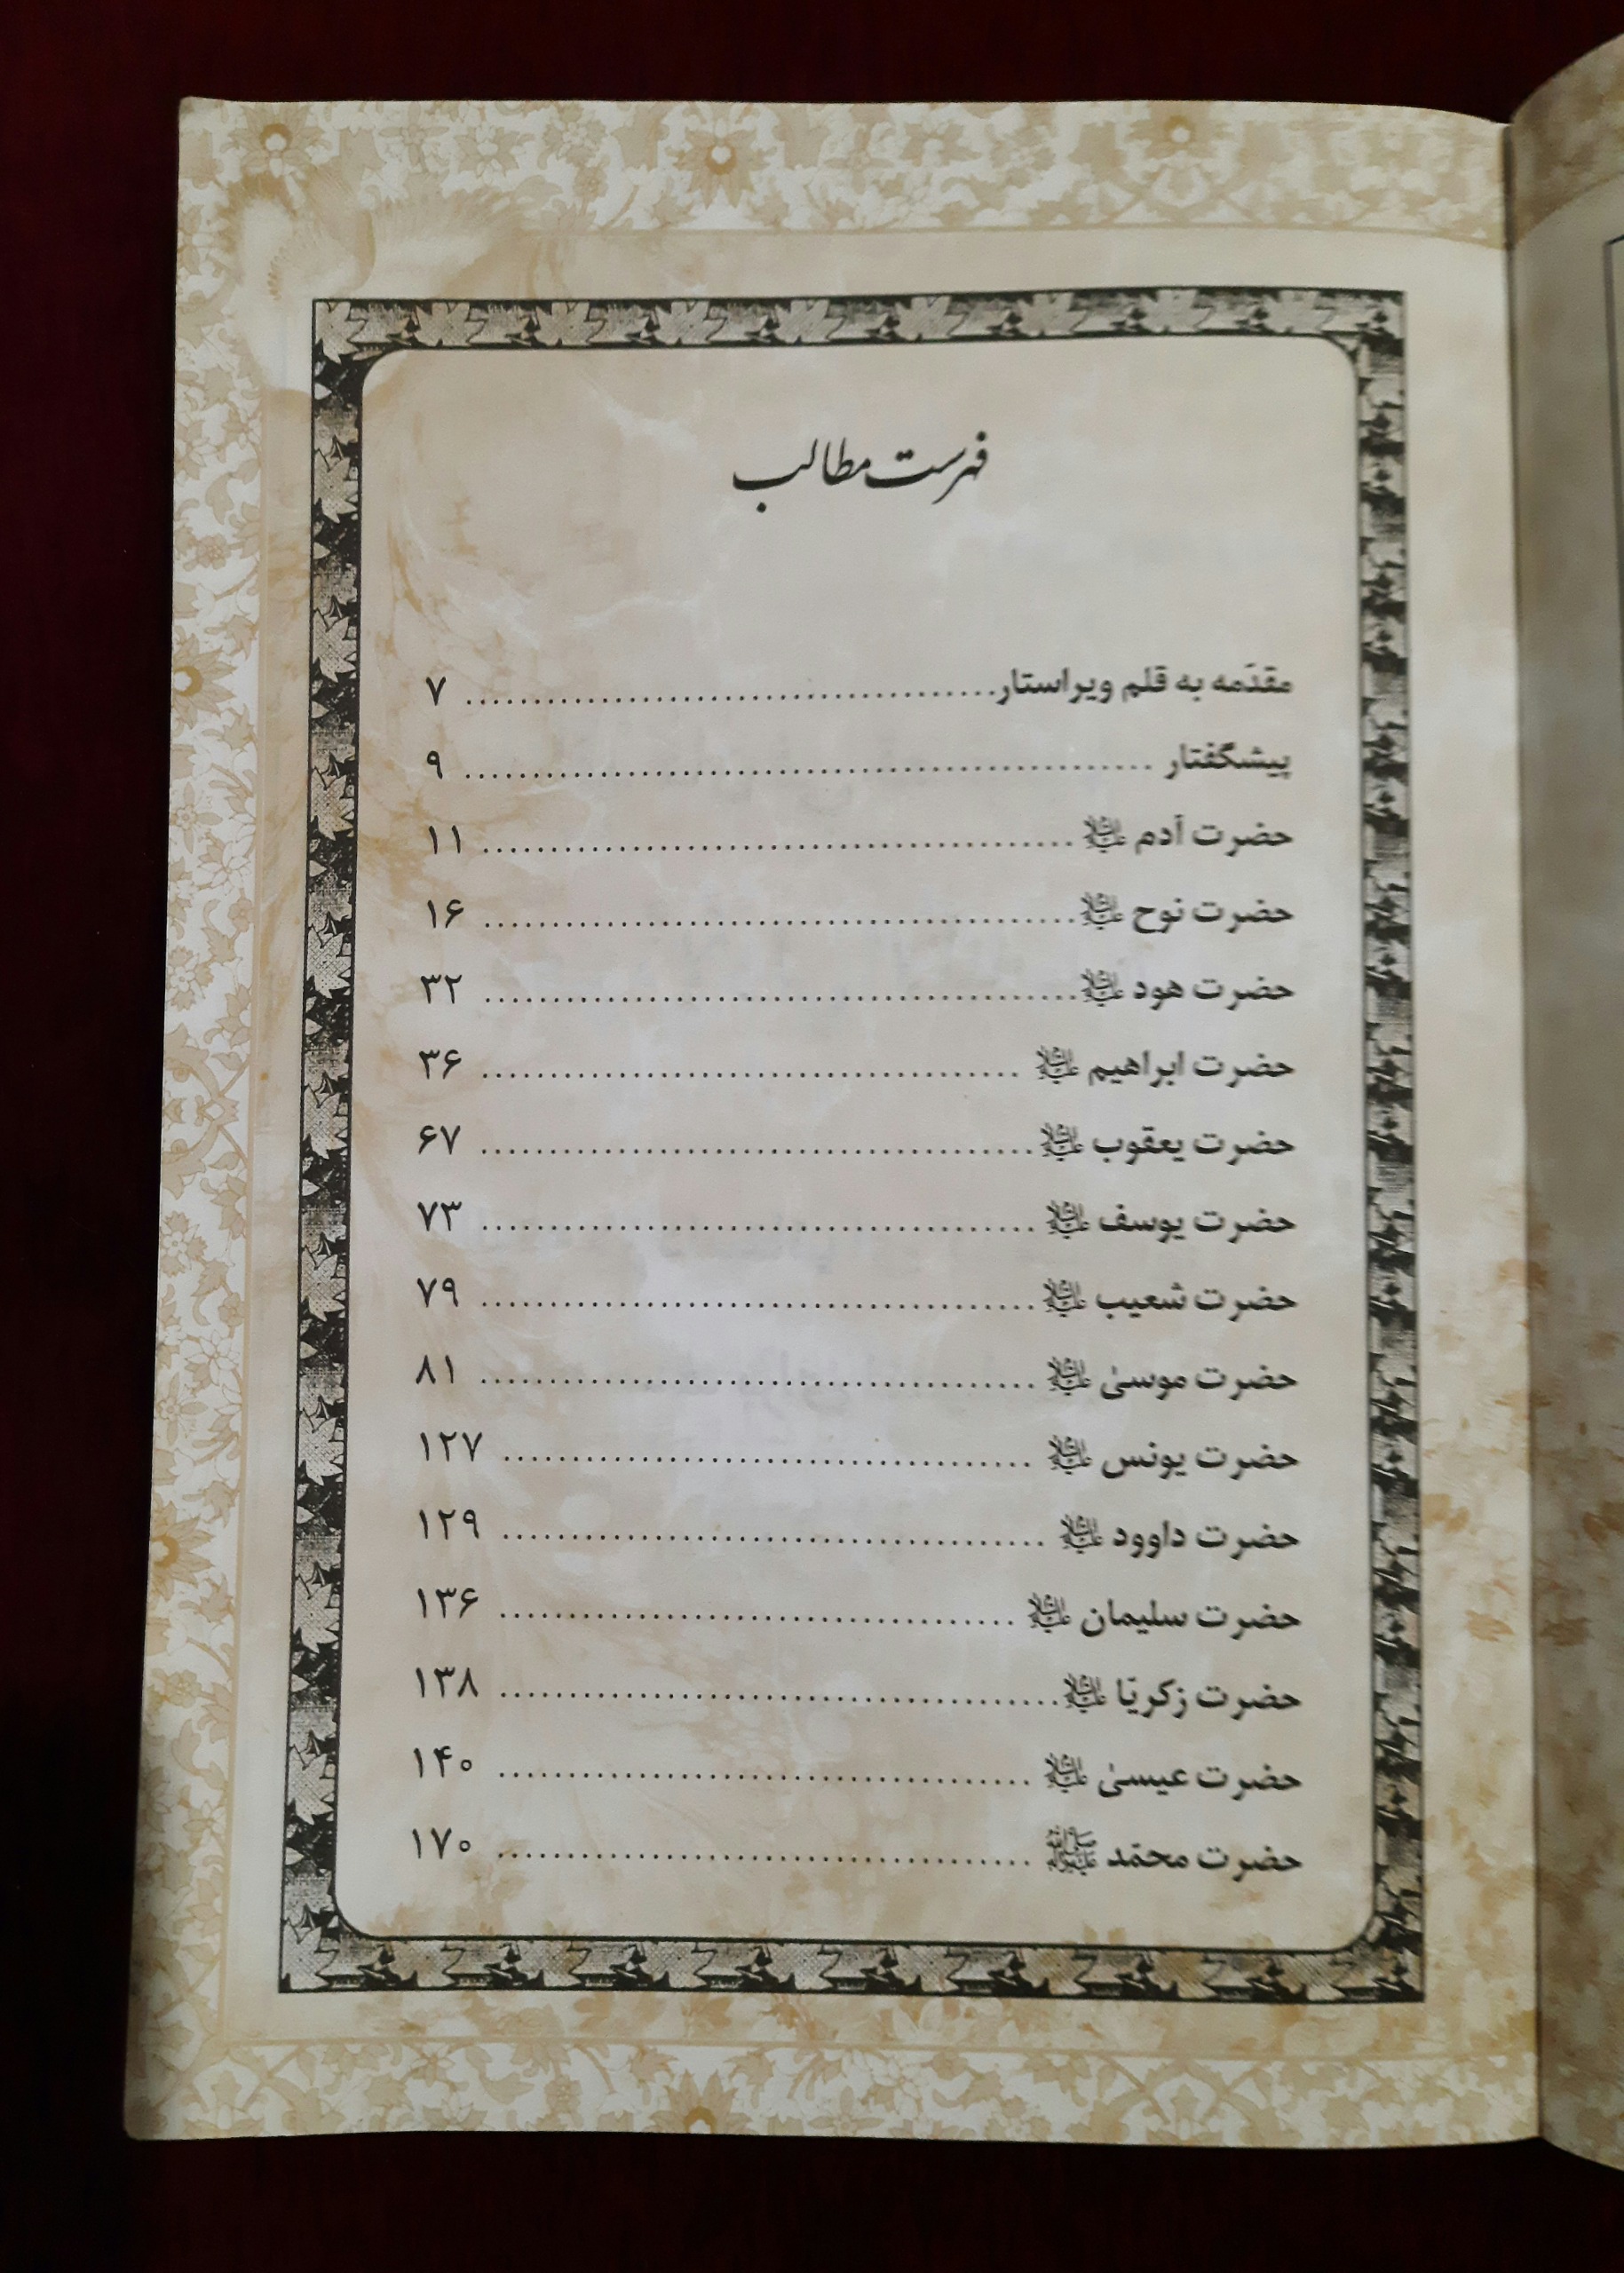 فهرست مطالب
مقدّمه به قلم ویراستار ........................................ ۷
پیشگفتار ........................................ ۹
حضرت آدم علیه‌السلام ........................................ ۱۱
حضرت نوح علیه‌السلام ........................................ ۱۶
حضرت هود علیه‌السلام ........................................ ۳۲
حضرت ابراهیم علیه‌السلام ........................................ ۳۶
حضرت یعقوب علیه‌السلام ........................................ ۶۷
حضرت یوسف علیه‌السلام ........................................ ۷۳
حضرت شعیب علیه‌السلام ........................................ ۷۹
حضرت موسیٰ علیه‌السلام ........................................ ۸۱
حضرت یونس علیه‌السلام ........................................ ۱۲۷
حضرت داوود علیه‌السلام ........................................ ۱۲۹
حضرت سلیمان علیه‌السلام ........................................ ۱۳۶
حضرت زکریّا علیه‌السلام ........................................ ۱۳۸
حضرت عیسیٰ علیه‌السلام ........................................ ۱۴۰
حضرت محمّد ﷺ ........................................ ۱۷۰